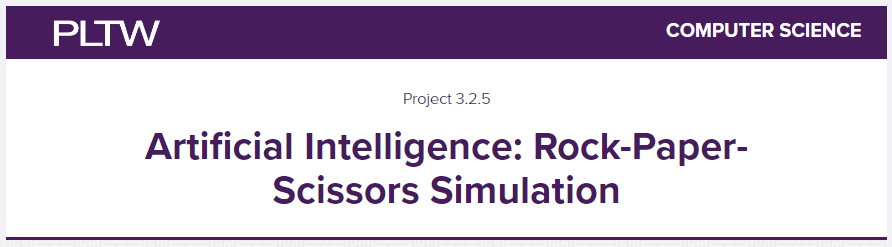 PLTW
COMPUTER SCIENCE
Project 3.2.5
Artificial Intelligence: Rock-Paper-
Scissors Simulation